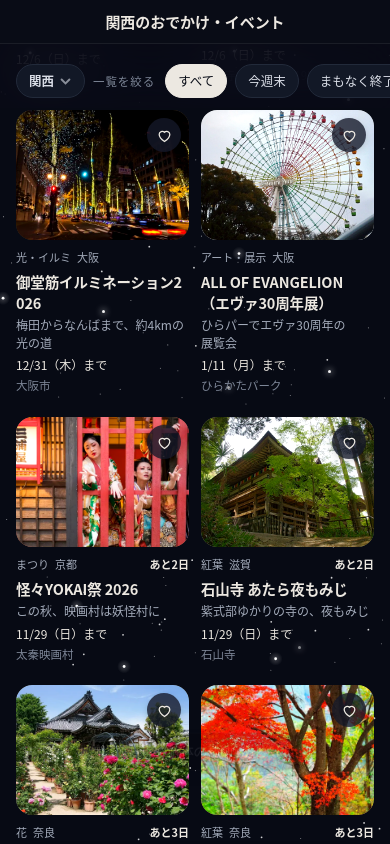 関西のおでかけ・イベント
12/6（日）まで
12/6（日）まで
関西
一覧を絞る
すべて
今週末
まもなく終了
光・イルミ 大阪
御堂筋イルミネーション2
026
梅田からなんばまで、約4kmの
光の道
12/31（木）まで
大阪市
アート・展示 大阪
ALL OF EVANGELION
（エヴァ30周年展）
ひらパーでエヴァ30周年の
展覧会
1/11（月）まで
ひらかたパーク
まつり 京都
あと2日
怪々YOKAI祭 2026
この秋、映画村は妖怪村に
11/29（日）まで
太秦映画村
紅葉 滋賀
あと2日
石山寺 あたら夜もみじ
紫式部ゆかりの寺の、夜もみじ
11/29（日）まで
石山寺
花 奈良
あと3日
紅葉 奈良
あと3日